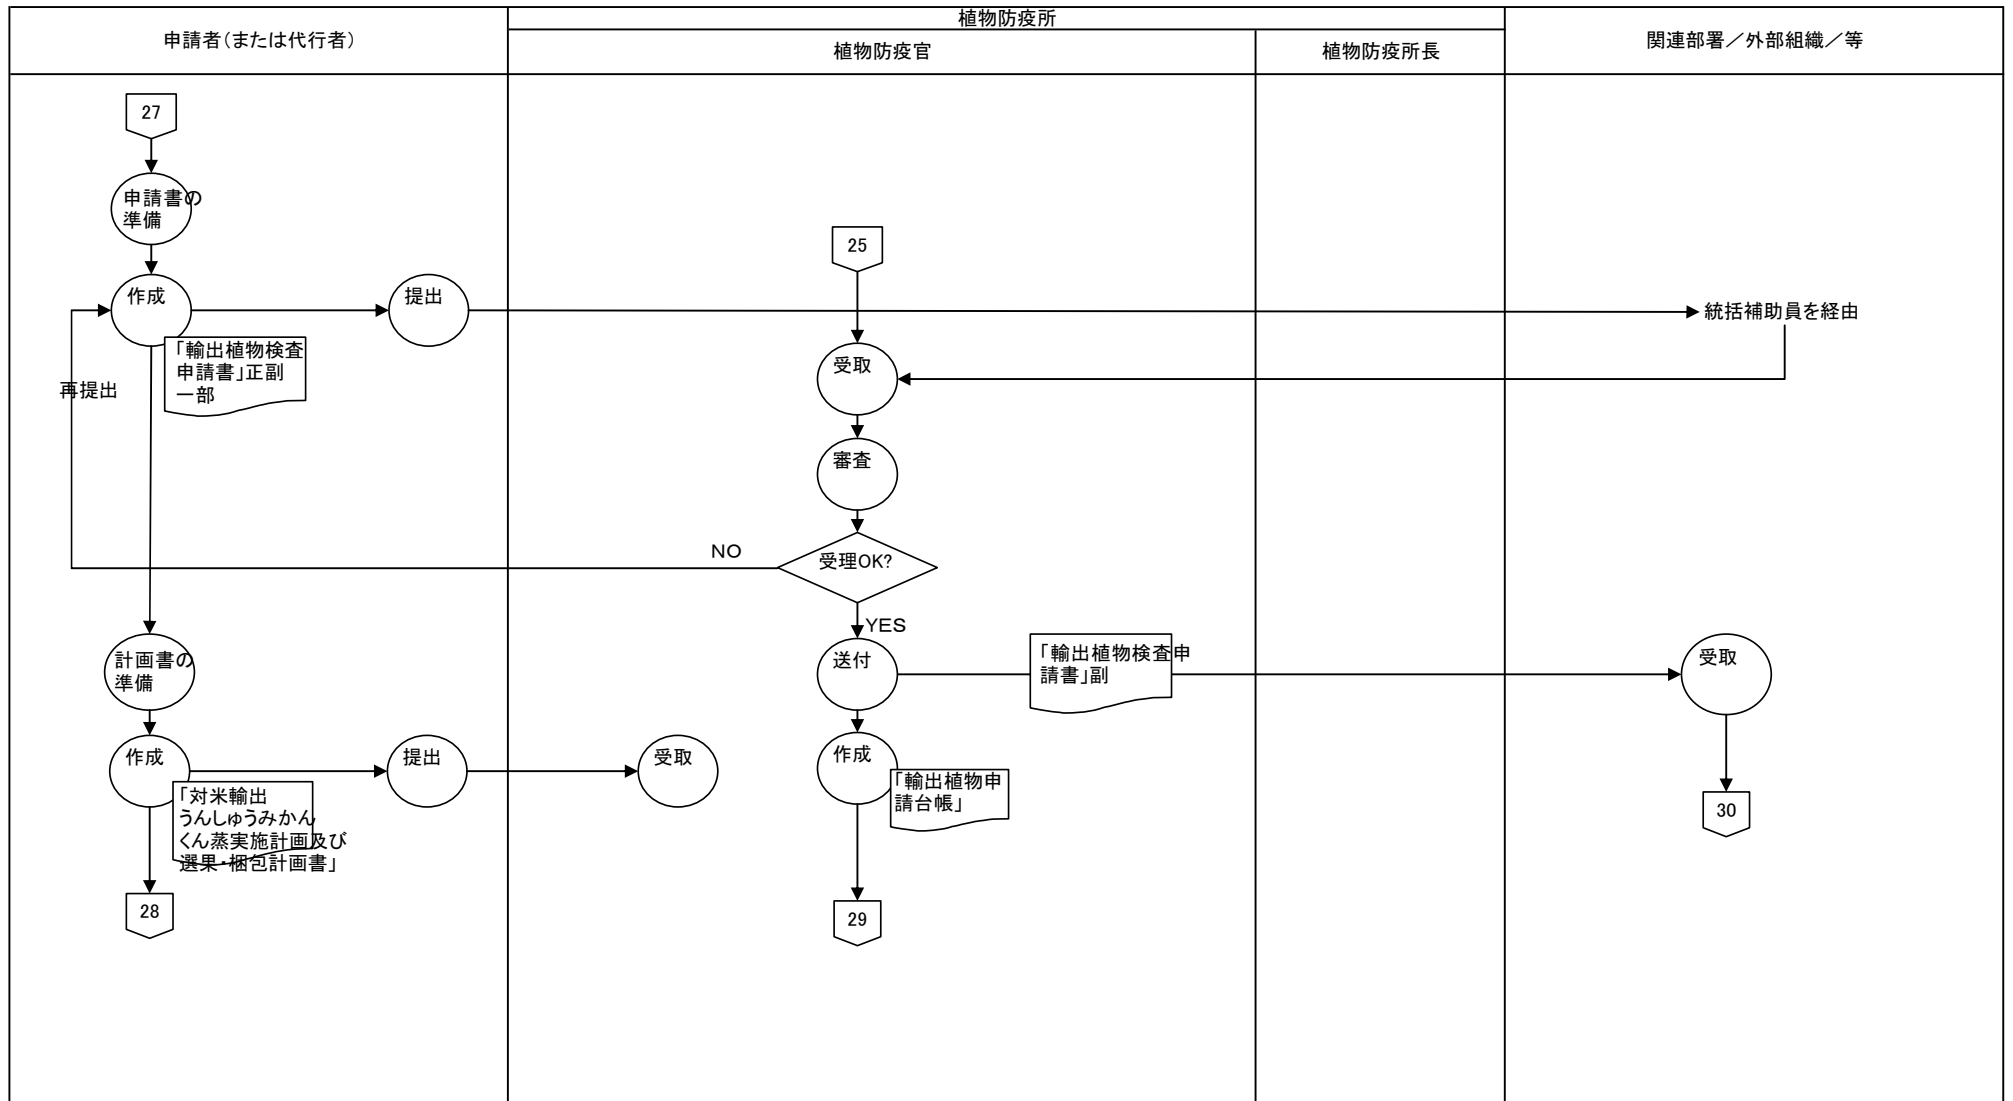 植物防疫所
申請者（または代行者）
植物防疫官
植物防疫所長
関連部署／外部組織／等
27
申請書の
準備
25
作成
提出
統括補助員を経由
「輸出植物検査
申請書」正副
一部
受取
再提出
審査
NO
受理OK?
YES
計画書の
準備
送付
「輸出植物検査申
請書」副
受取
作成
提出
受取
作成
「対米輸出
うんしゅうみかん
くん蒸実施計画及び
選果・梱包計画書」
「輸出植物申
請台帳」
30
28
29